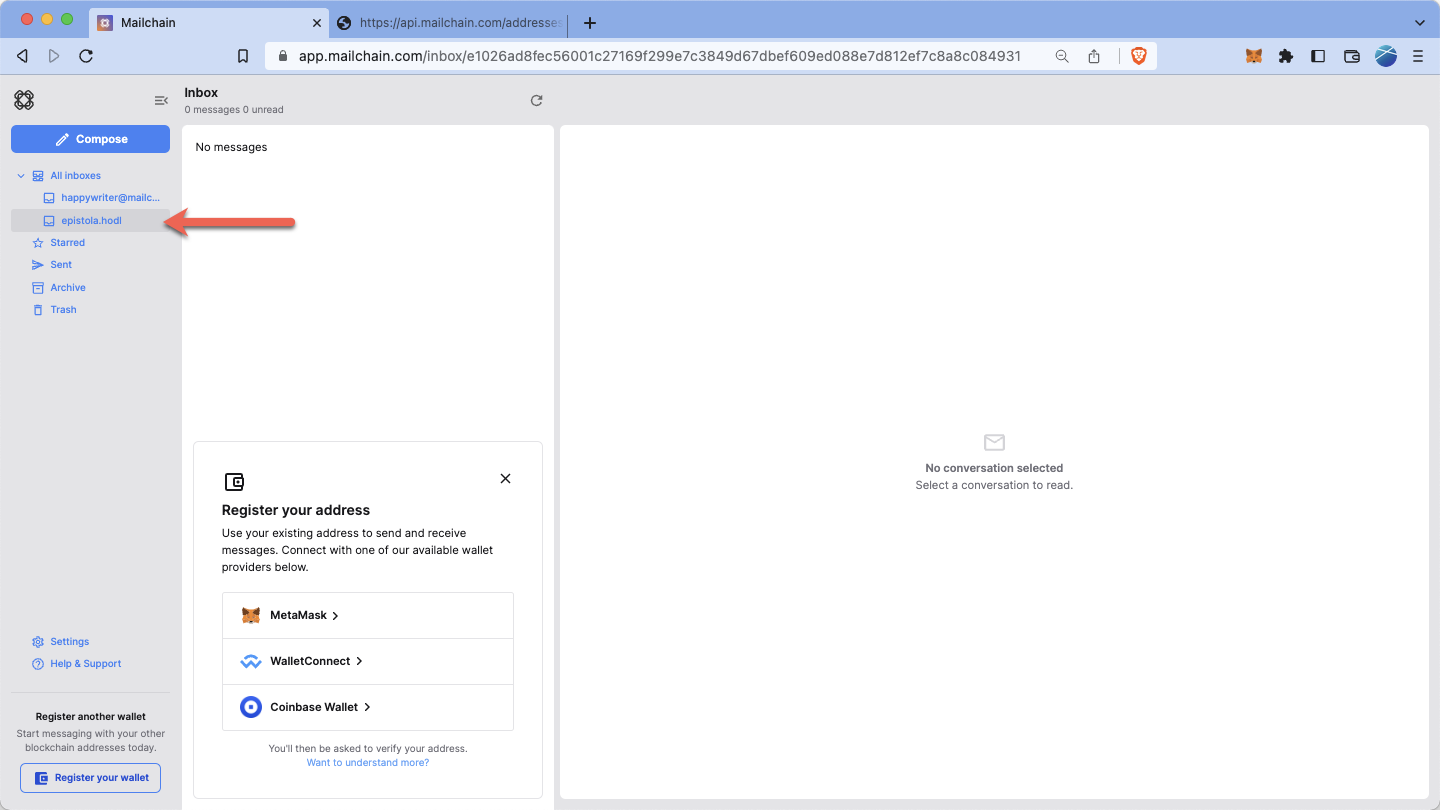 Mailchain
https://api.mailchain.com/addresses
app.mailchain.com/inbox/e1026ad8fec56001c27169f299e7c3849d67dbef609ed088e7d812ef7c8a8c084931
Compose
All inboxes
happywriter@mailc...
epistola.hodl
Starred
Sent
Archive
Trash
Settings
Help & Support
Register another wallet
Start messaging with your other
blockchain addresses today.
Register your wallet
Inbox
0 messages 0 unread
No messages
Register your address
Use your existing address to send and receive
messages. Connect with one of our available wallet
providers below.
MetaMask
WalletConnect
Coinbase Wallet
You'll then be asked to verify your address.
Want to understand more?
No conversation selected
Select a conversation to read.